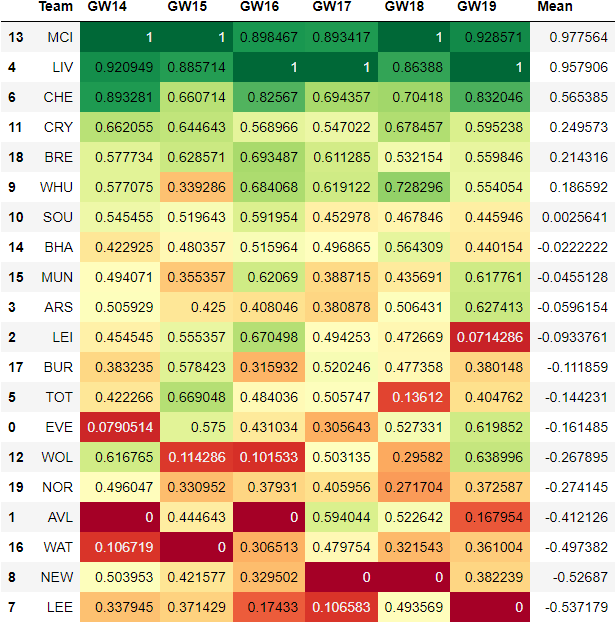 Team GW14 GW15 GW16 GW17 GW18 GW19 Mean
13 MCI 1 1 0.898467 0.893417 1 0.928571 0.977564
4 LIV 0.920949 0.885714 1 1 0.86388 1 0.957906
6 CHE 0.893281 0.660714 0.82567 0.694357 0.70418 0.832046 0.565385
11 CRY 0.662055 0.644643 0.568966 0.547022 0.678457 0.595238 0.249573
18 BRE 0.577734 0.628571 0.693487 0.611285 0.532154 0.559846 0.214316
9 WHU 0.577075 0.339286 0.684068 0.619122 0.728296 0.554054 0.186592
10 SOU 0.545455 0.519643 0.591954 0.452978 0.467846 0.445946 0.0025641
14 BHA 0.422925 0.480357 0.515964 0.496865 0.564309 0.440154 -0.0222222
15 MUN 0.494071 0.355357 0.62069 0.388715 0.435691 0.617761 -0.0455128
3 ARS 0.505929 0.425 0.408046 0.380878 0.506431 0.627413 -0.0596154
2 LEI 0.454545 0.555357 0.670498 0.494253 0.472669 0.0714286 -0.0933761
17 BUR 0.383235 0.578423 0.315932 0.520246 0.477358 0.380148 -0.111859
5 TOT 0.422266 0.669048 0.484036 0.505747 0.13612 0.404762 -0.144231
0 EVE 0.0790514 0.575 0.431034 0.305643 0.527331 0.619852 -0.161485
12 WOL 0.616765 0.114286 0.101533 0.503135 0.29582 0.638996 -0.267895
19 NOR 0.496047 0.330952 0.37931 0.405956 0.271704 0.372587 -0.274145
1 AVL 0 0.444643 0 0.594044 0.522642 0.167954 -0.412126
16 WAT 0.106719 0 0.306513 0.479754 0.321543 0.361004 -0.497382
8 NEW 0.503953 0.421577 0.329502 0 0 0.382239 -0.52687
7 LEE 0.337945 0.371429 0.17433 0.106583 0.493569 0 -0.537179